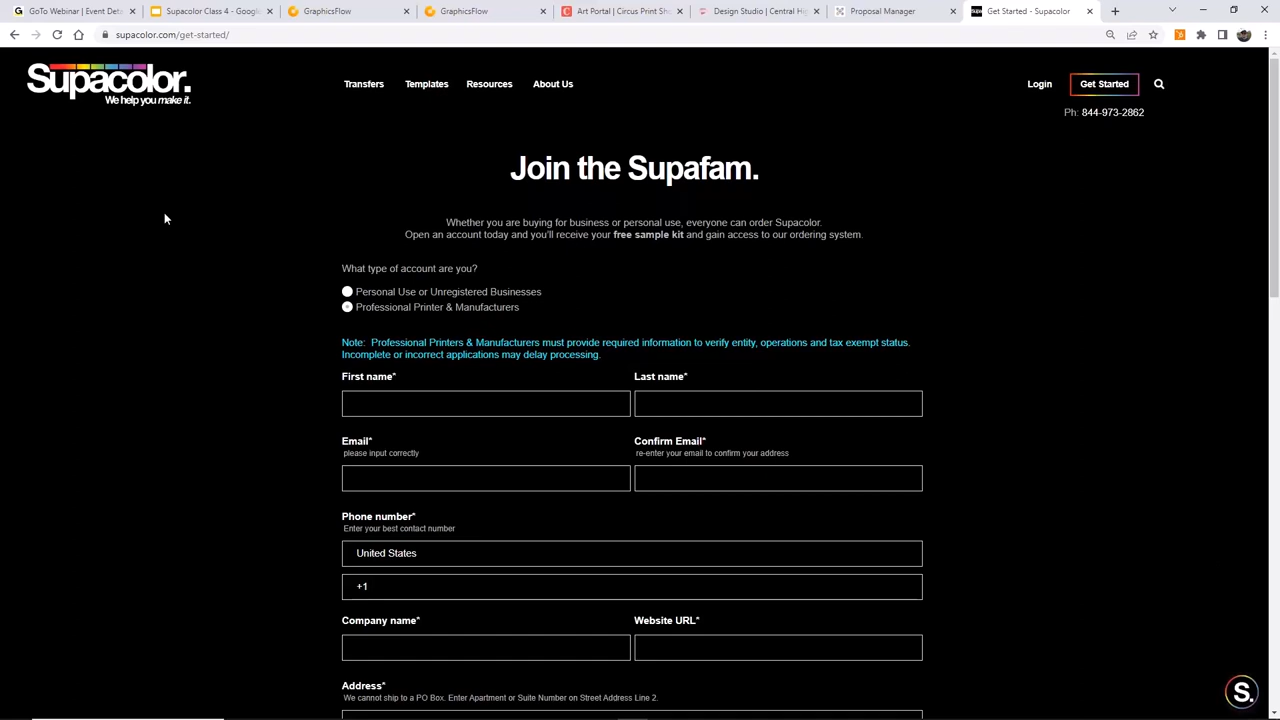 GoTo Webinar | Event Det
Supacolor Class 4 - Google
GraphicsFlow
GraphicsFlow
Art Portal | Circus Print Sho
Design Studio | Central Hig
Proposal Manager
Get Started - Supacolor
supacolor.com/get-started/
Supacolor.
We help you make it.
Transfers
Templates
Resources
About Us
Login
Get Started
Ph: 844-973-2862
Join the Supafam.
Whether you are buying for business or personal use, everyone can order Supacolor.
Open an account today and you'll receive your free sample kit and gain access to our ordering system.
What type of account are you?
Personal Use or Unregistered Businesses
Professional Printer & Manufacturers
Note: Professional Printers & Manufacturers must provide required information to verify entity, operations and tax exempt status.
Incomplete or incorrect applications may delay processing.
First name*
Last name*
Email*
Confirm Email*
please input correctly
re-enter your email to confirm your address
Phone number*
Enter your best contact number
United States
+1
Company name*
Website URL*
Address*
We cannot ship to a PO Box. Enter Apartment or Suite Number on Street Address Line 2.
S.